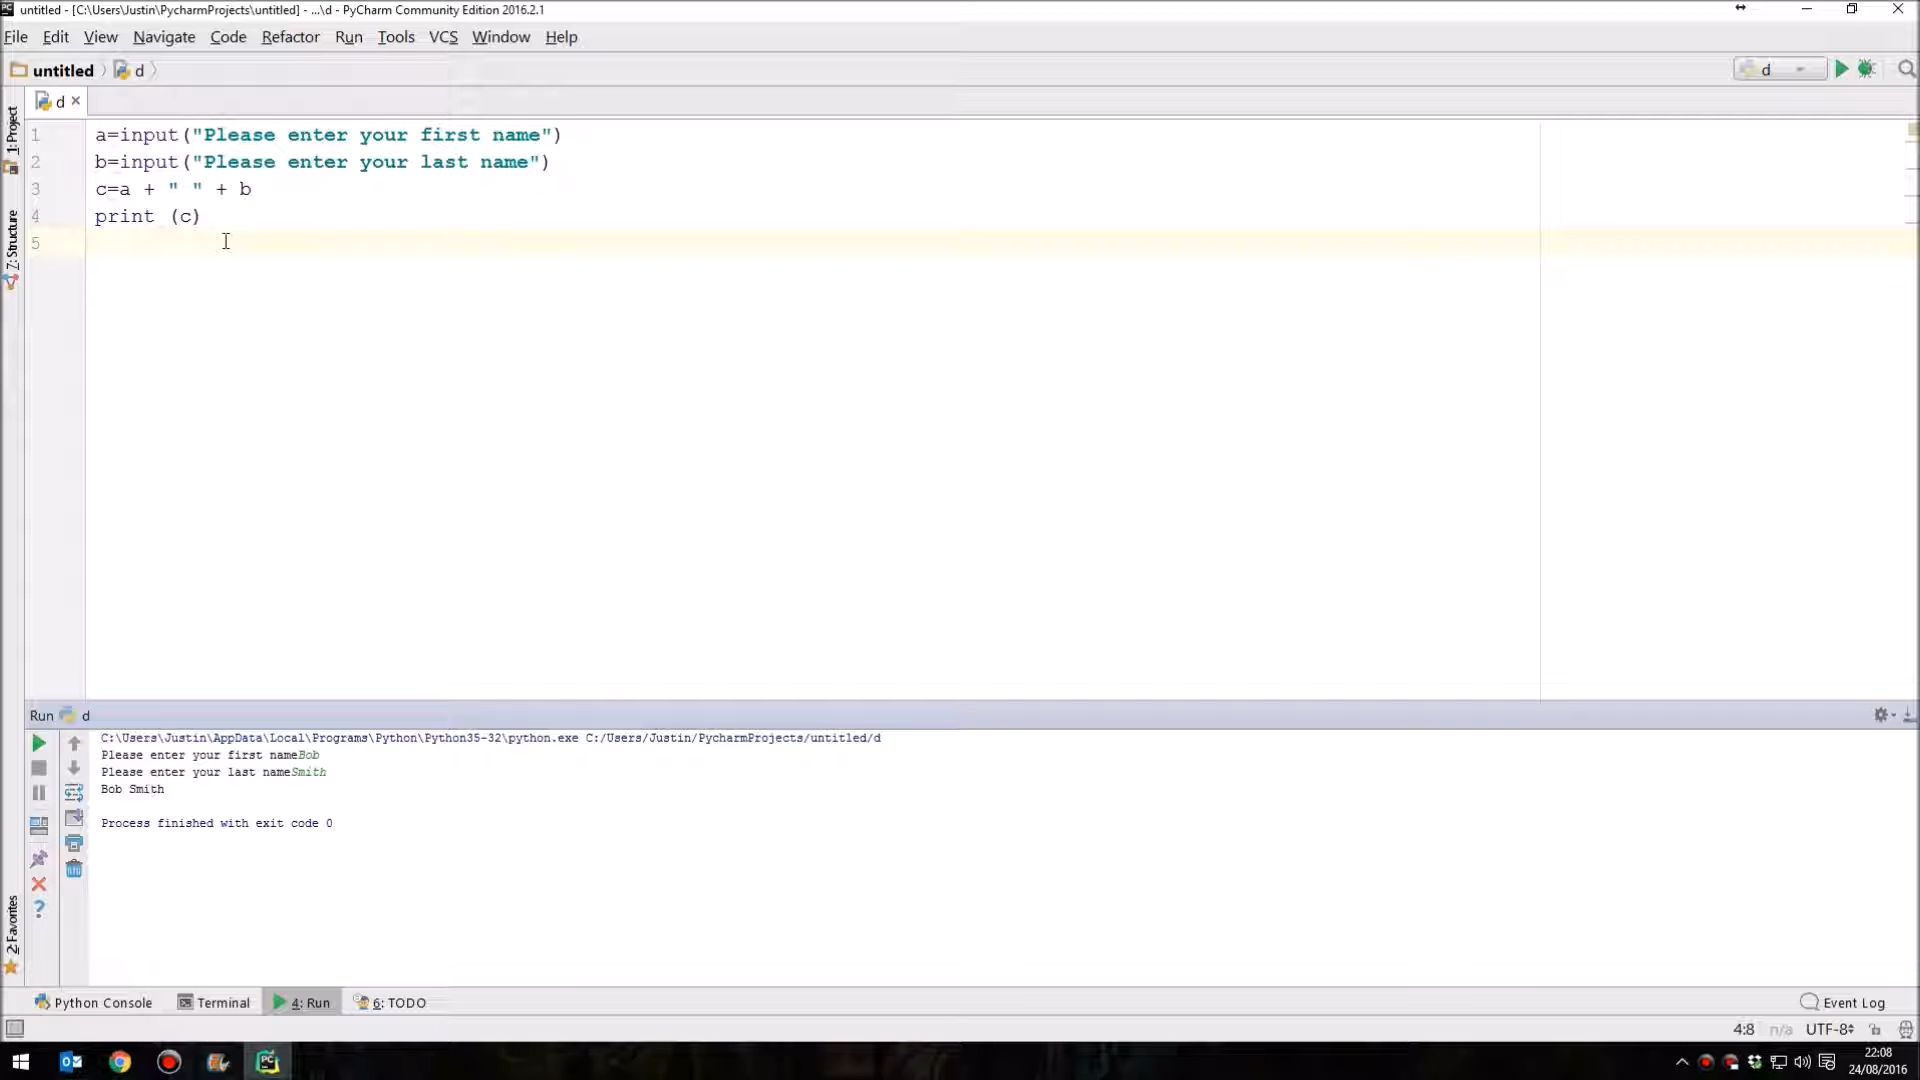 untitled - [C:\Users\Justin\PycharmProjects\untitled] - ...\d - PyCharm Community Edition 2016.2.1
File Edit View Navigate Code Refactor Run Tools VCS Window Help
untitled d d
d
1: Project
7: Structure
2: Favorites
1 a=input("Please enter your first name")
2 b=input("Please enter your last name")
3 c=a + " " + b
4 print (c)
5
Run d
C:\Users\Justin\AppData\Local\Programs\Python\Python35-32\python.exe C:/Users/Justin/PycharmProjects/untitled/d
Please enter your first nameBob
Please enter your last nameSmith
Bob Smith
Process finished with exit code 0
Python Console Terminal 4: Run 6: TODO Event Log
4:8 n/a UTF-8
22:08
24/08/2016